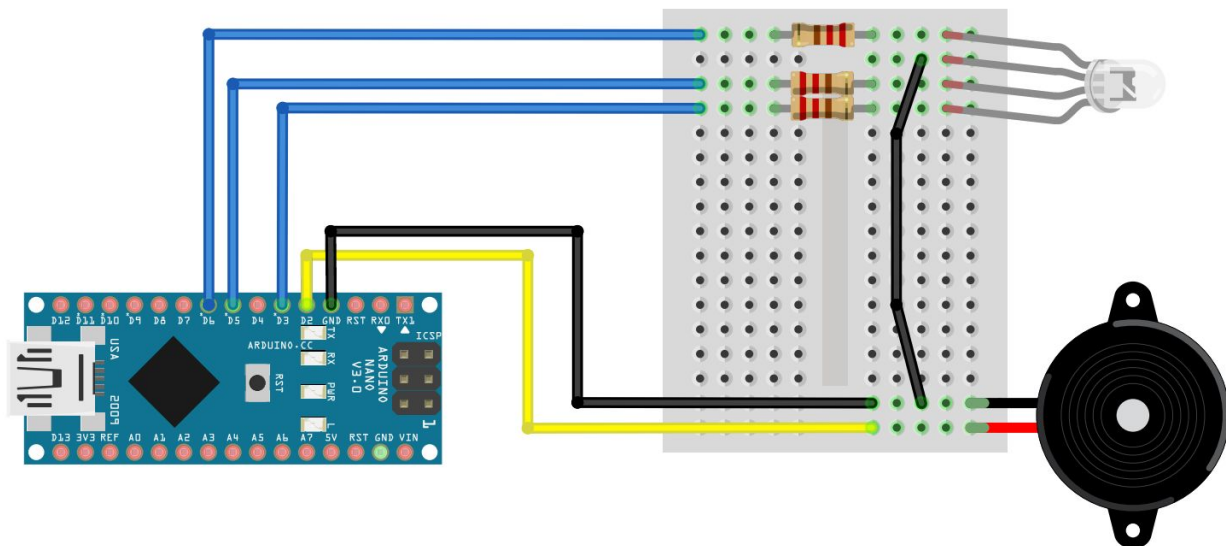 D12 D11 D10 D9 D8 D7 D6 D5 D4 D3 D2 GND RST RX0 TX1
TX
RX
PWR
L
ARDUINO.CC
RST
ICSP
ARDUINO
NANO
V3.0
1
USA
2009
D13 3V3 REF A0 A1 A2 A3 A4 A5 A6 A7 5V RST GND VIN